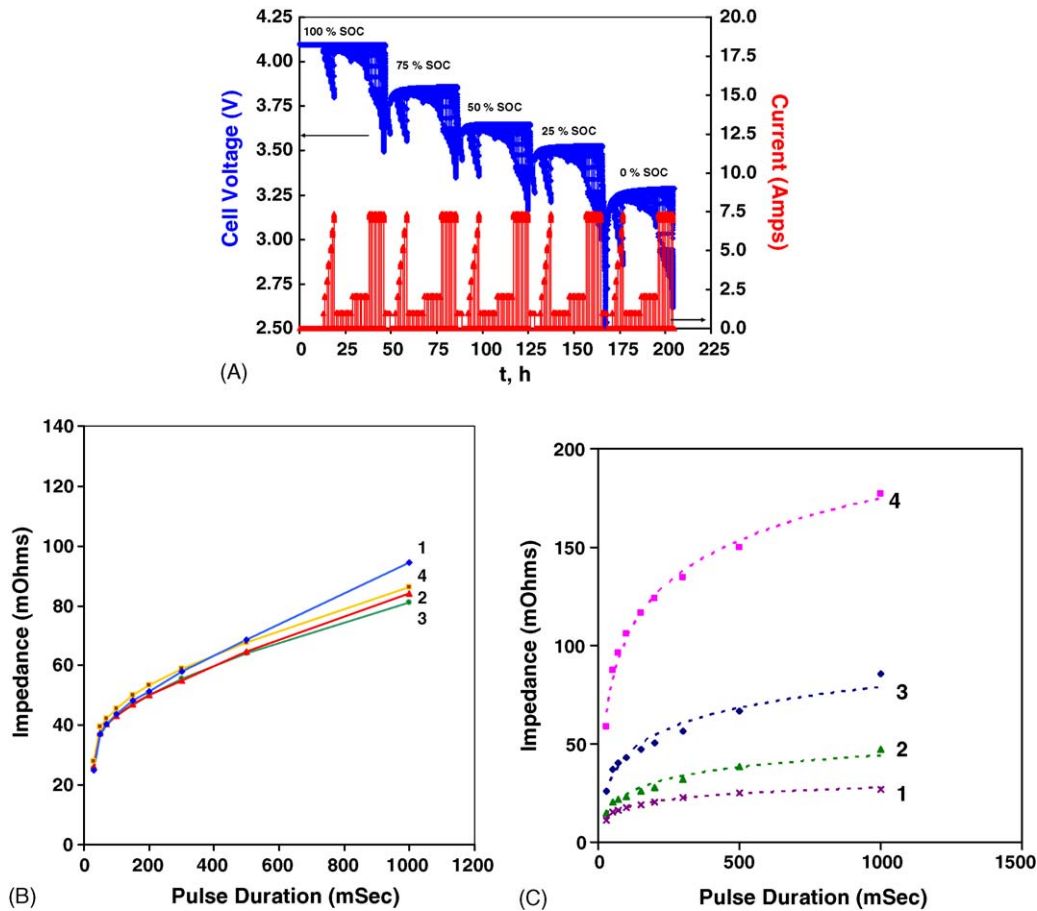 4.25
4.00
3.75
3.50
3.25
3.00
2.75
2.50
Cell Voltage (V)
100 % SOC
75 % SOC
50 % SOC
25 % SOC
0 % SOC
20.0
17.5
15.0
12.5
10.0
7.5
5.0
2.5
0.0
Current (Amps)
0 25 50 75 100 125 150 175 200 225
t, h
(A)
140
120
100
80
60
40
20
0
Impedance (mOhms)
1
4
2
3
0 200 400 600 800 1000 1200
Pulse Duration (mSec)
(B)
200
150
100
50
0
Impedance (mOhms)
4
3
2
1
0 500 1000 1500
Pulse Duration (mSec)
(C)